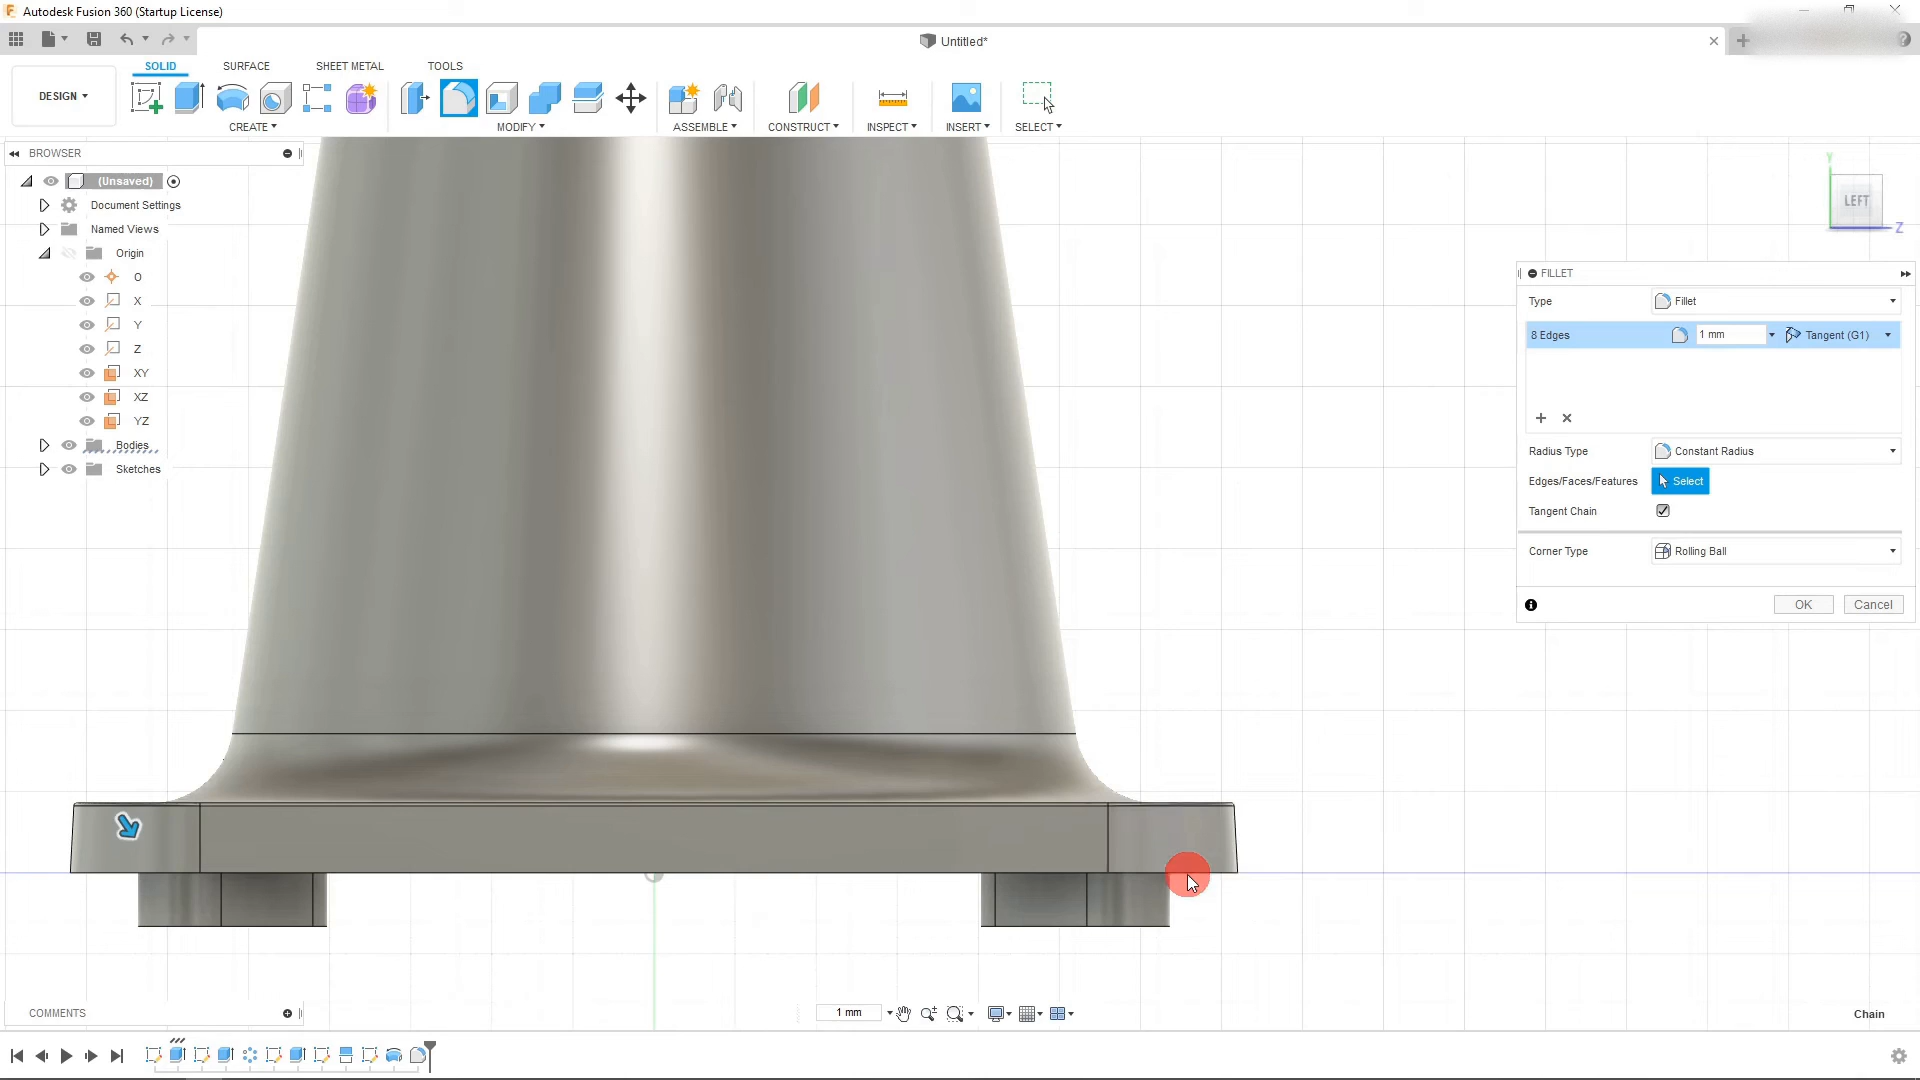 Autodesk Fusion 360 (Startup License)
Untitled*
SOLID SURFACE SHEET METAL TOOLS
DESIGN
CREATE MODIFY ASSEMBLE CONSTRUCT INSPECT INSERT SELECT
BROWSER
(Unsaved)
Document Settings
Named Views
Origin
O
X
Y
Z
XY
XZ
YZ
Bodies
Sketches
Y
LEFT
Z
FILLET
Type Fillet
8 Edges 1 mm Tangent (G1)
Radius Type Constant Radius
Edges/Faces/Features Select
Tangent Chain
Corner Type Rolling Ball
OK Cancel
COMMENTS
1 mm
Chain